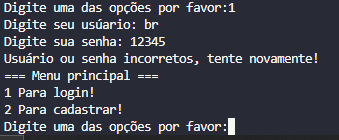 Digite uma das opções por favor:1
Digite seu usúario: br
Digite sua senha: 12345
Usuário ou senha incorretos, tente novamente!
=== Menu principal ===
1 Para login!
2 Para cadastrar!
Digite uma das opções por favor: